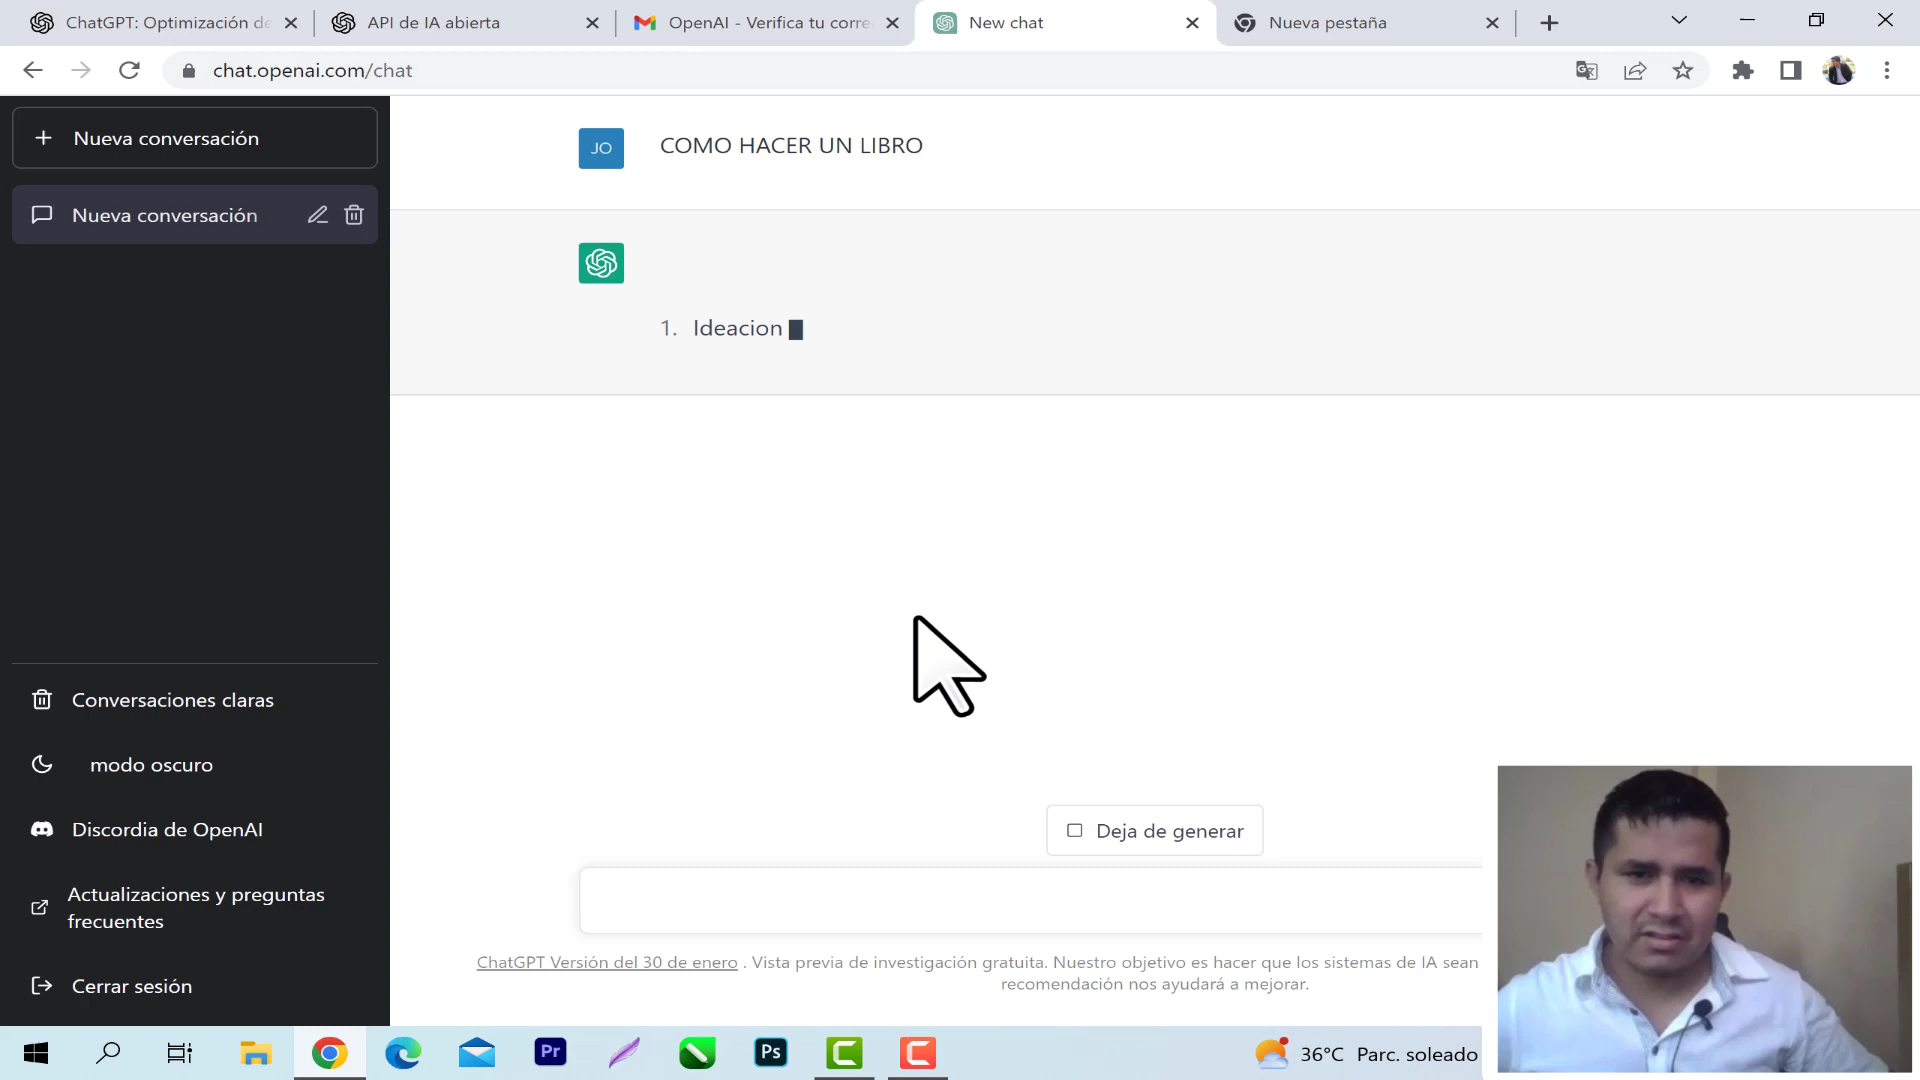 ChatGPT: Optimización de
API de IA abierta
OpenAI - Verifica tu corre
New chat
Nueva pestaña
chat.openai.com/chat
Nueva conversación
Nueva conversación
Conversaciones claras
modo oscuro
Discordia de OpenAI
Actualizaciones y preguntas
frecuentes
Cerrar sesión
JO
COMO HACER UN LIBRO
1. Ideacion
Deja de generar
ChatGPT Versión del 30 de enero . Vista previa de investigación gratuita. Nuestro objetivo es hacer que los sistemas de IA sean
recomendación nos ayudará a mejorar.
Pr
Ps
36°C Parc. soleado